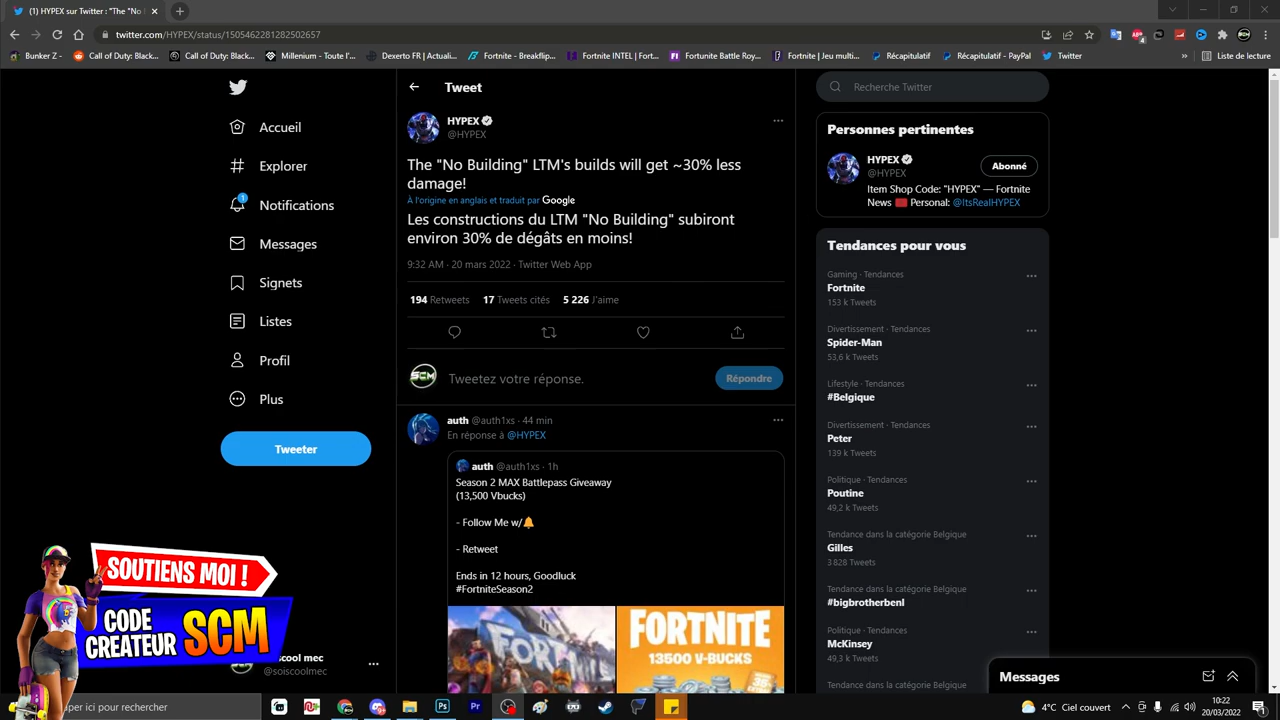 (1) HYPEX sur Twitter : "The "No
twitter.com/HYPEX/status/1505462281282502657
Bunker Z -
Call of Duty: Black...
Call of Duty: Black...
Millenium - Toute l'i...
Dexerto FR | Actuali...
Fortnite - Breakflip...
Fortnite INTEL | Fort...
Fortunite Battle Roy...
Fortnite | Jeu multi...
Récapitulatif
Récapitulatif - PayPal
Twitter
»
Liste de lecture
Accueil
Explorer
1
Notifications
Messages
Signets
Listes
Profil
Plus
Tweeter
SOUTIENS MOI !
CODE
CREATEUR SCM
soiscool mec
@soiscoolmec
Tweet
HYPEX
@HYPEX
The "No Building" LTM's builds will get ~30% less
damage!
À l'origine en anglais et traduit par Google
Les constructions du LTM "No Building" subiront
environ 30% de dégâts en moins!
9:32 AM · 20 mars 2022 · Twitter Web App
194 Retweets 17 Tweets cités 5 226 J'aime
SCM
Tweetez votre réponse.
Répondre
auth @auth1xs · 44 min
En réponse à @HYPEX
auth @auth1xs · 1h
Season 2 MAX Battlepass Giveaway
(13,500 Vbucks)
- Follow Me w/🔔
- Retweet
Ends in 12 hours, Goodluck
#FortniteSeason2
FORTNITE
13500 V-BUCKS
Recherche Twitter
Personnes pertinentes
HYPEX
@HYPEX
Abonné
Item Shop Code: "HYPEX" — Fortnite
News Personal: @ItsRealHYPEX
Tendances pour vous
Gaming · Tendances
Fortnite
153 k Tweets
Divertissement · Tendances
Spider-Man
53,6 k Tweets
Lifestyle · Tendances
#Belgique
Divertissement · Tendances
Peter
139 k Tweets
Politique · Tendances
Poutine
49,2 k Tweets
Tendance dans la catégorie Belgique
Gilles
3 828 Tweets
Tendance dans la catégorie Belgique
#bigbrotherbenl
Politique · Tendances
McKinsey
49,3 k Tweets
Tendance dans la catégorie Belgique
Messages
per ici pour rechercher
4°C Ciel couvert
10:22
20/03/2022